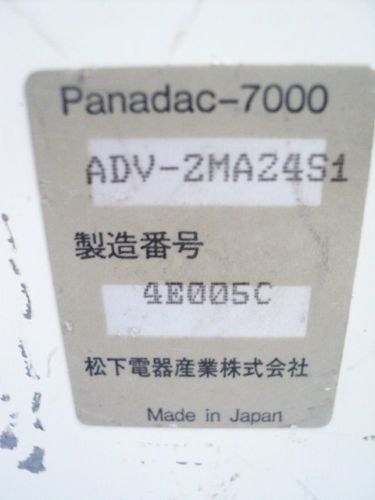 Panadac-7000
ADV-2MA24S1
製造番号
4E005C
松下電器産業株式会社
Made in Japan